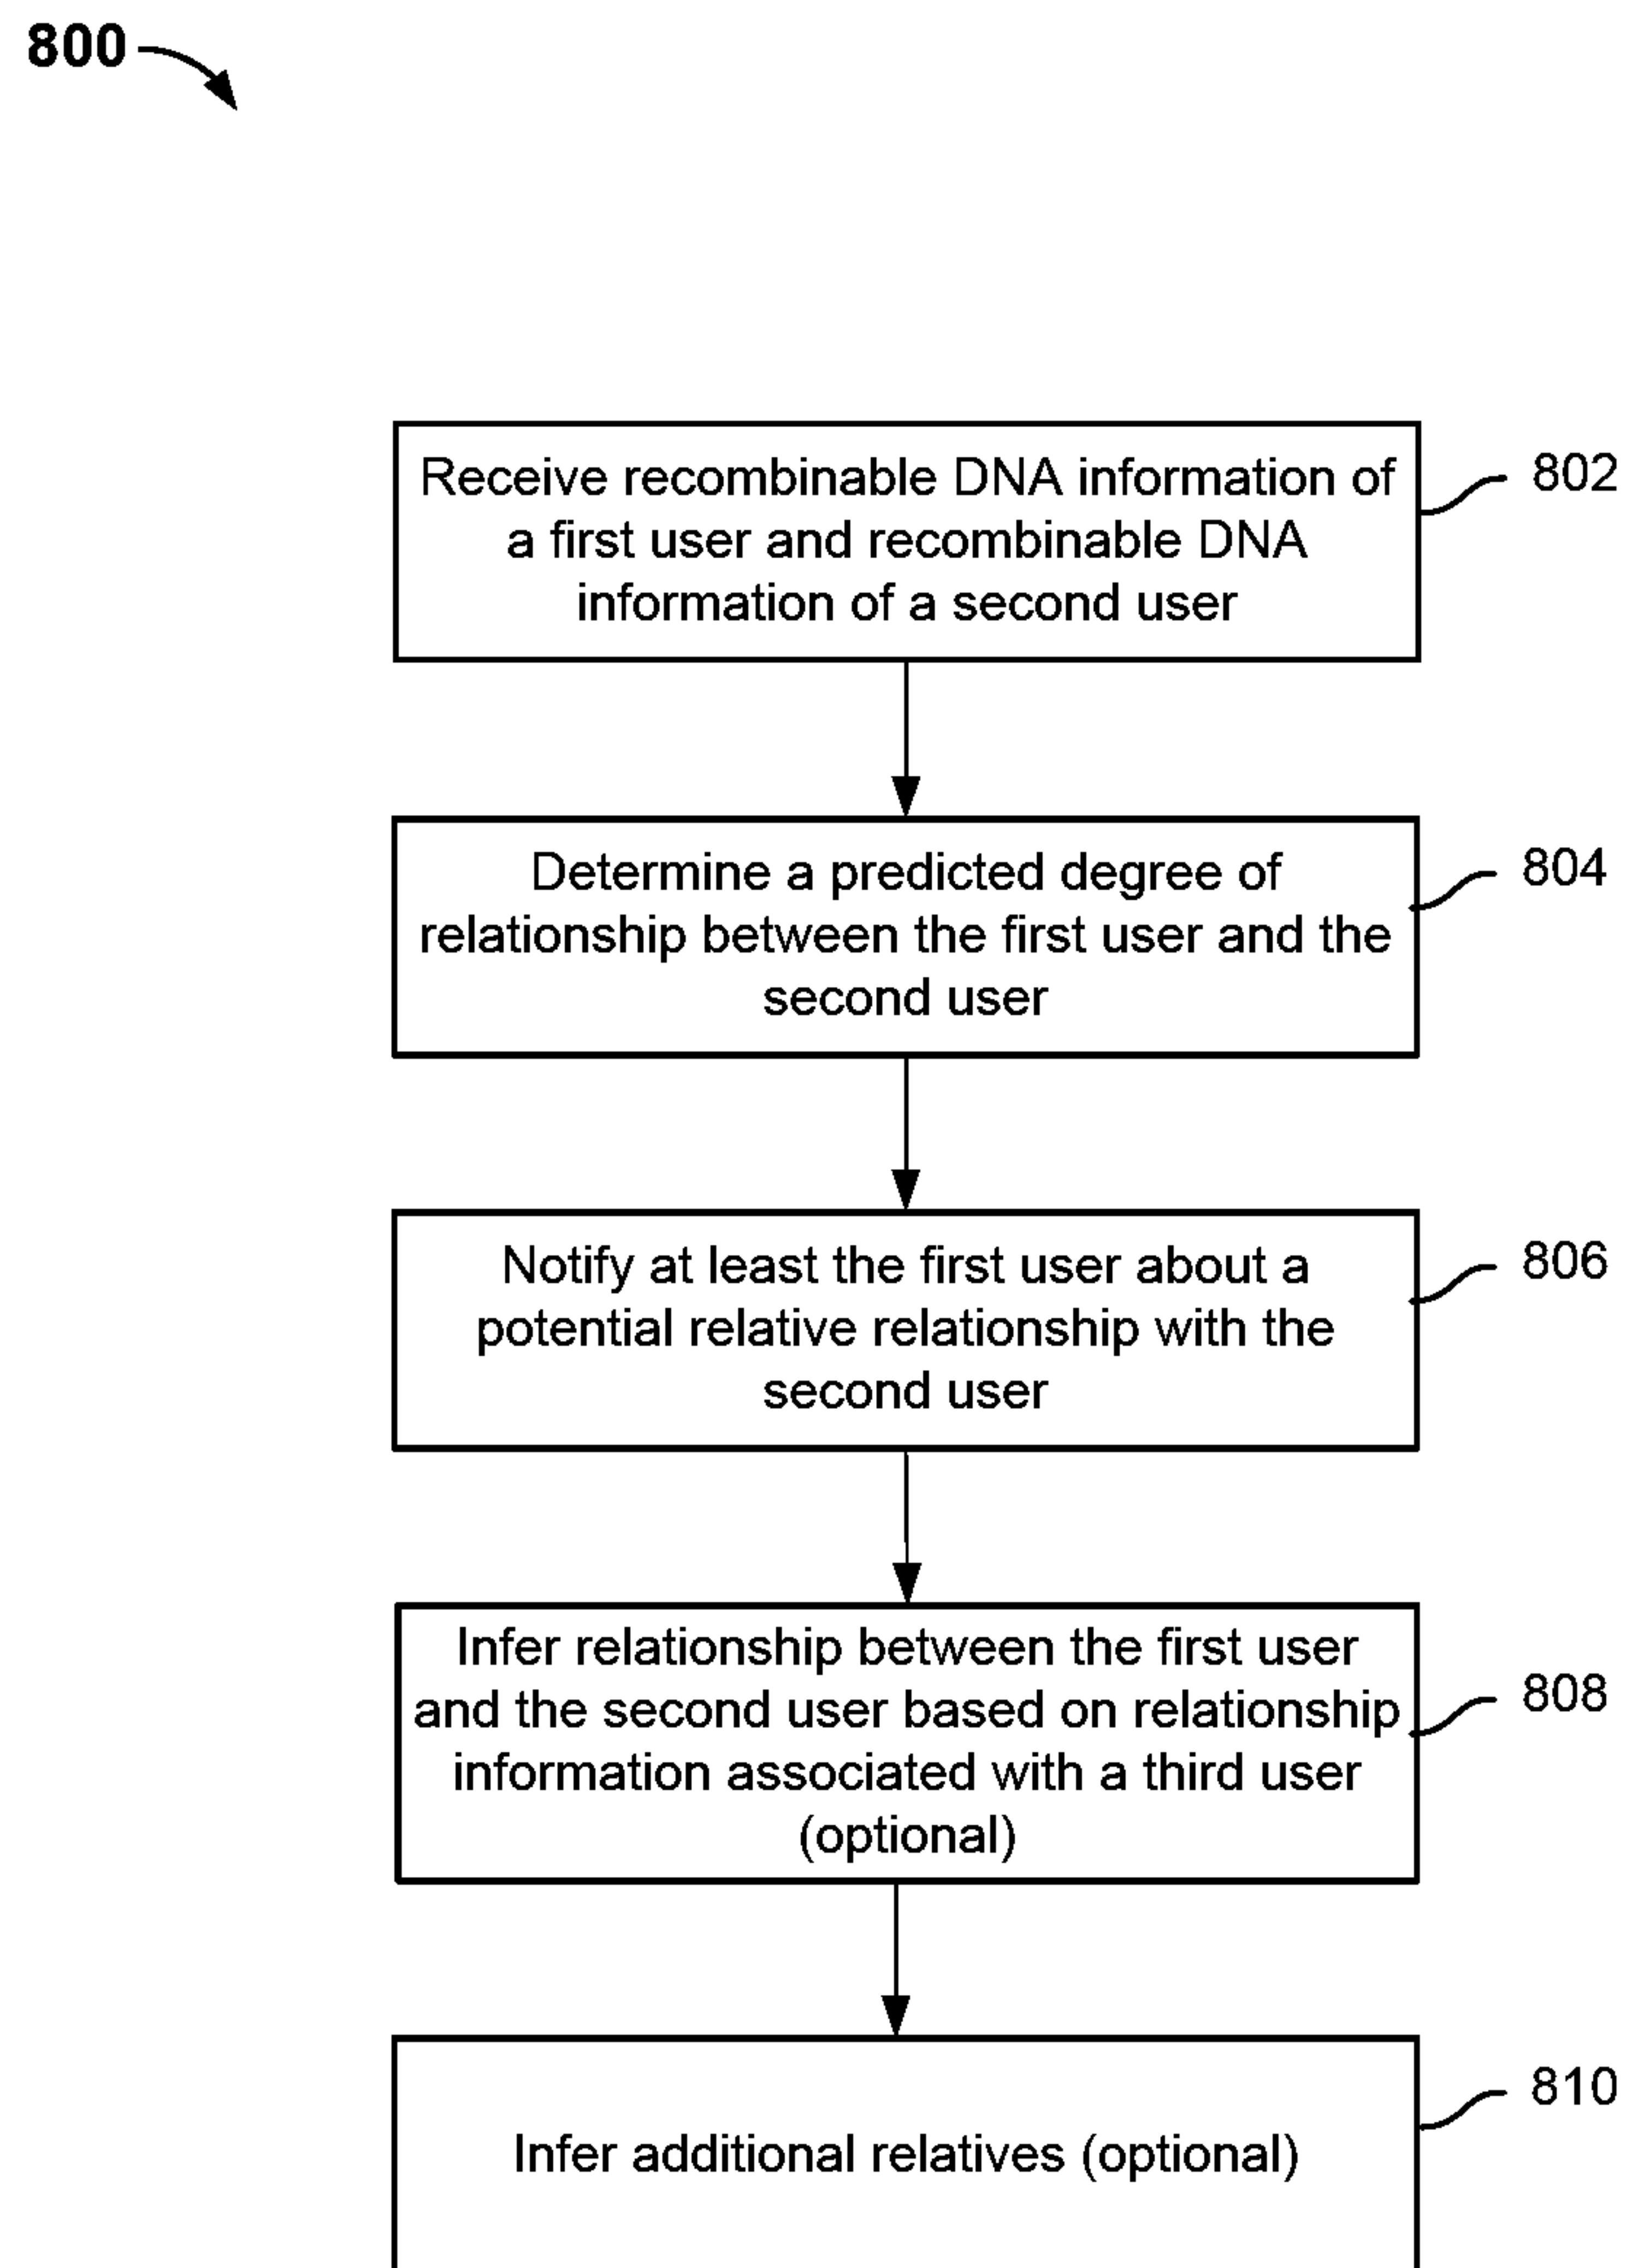 800
Receive recombinable DNA information of
a first user and recombinable DNA
information of a second user
802
Determine a predicted degree of
relationship between the first user and the
second user
804
Notify at least the first user about a
potential relative relationship with the
second user
806
Infer relationship between the first user
and the second user based on relationship
information associated with a third user
(optional)
808
Infer additional relatives (optional)
810